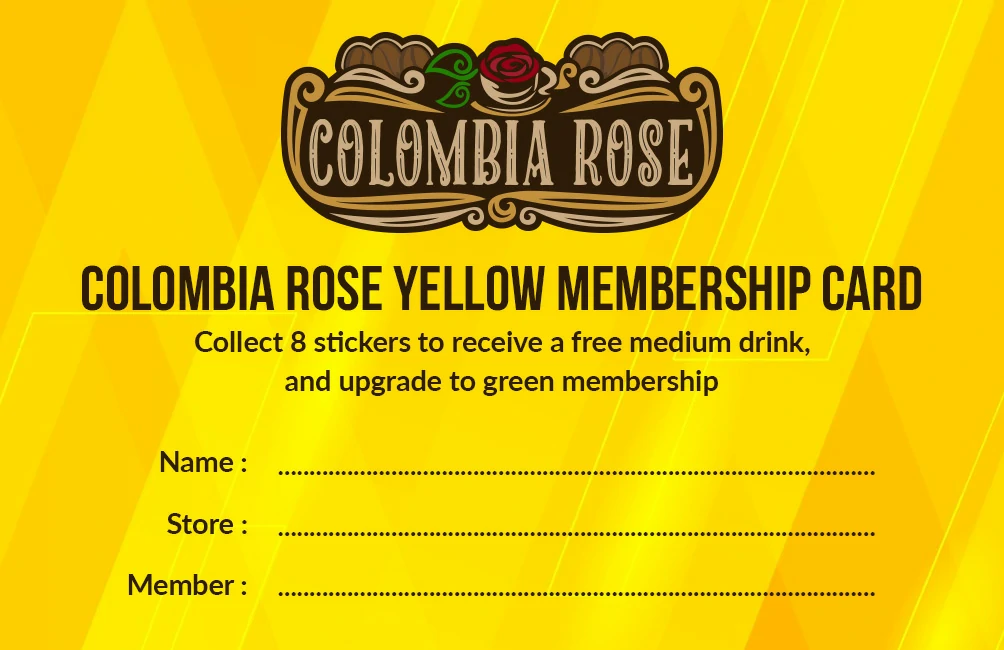 COLOMBIA ROSE
COLOMBIA ROSE YELLOW MEMBERSHIP CARD
Collect 8 stickers to receive a free medium drink,
and upgrade to green membership
Name : ............................................................................................
Store : ............................................................................................
Member : ............................................................................................